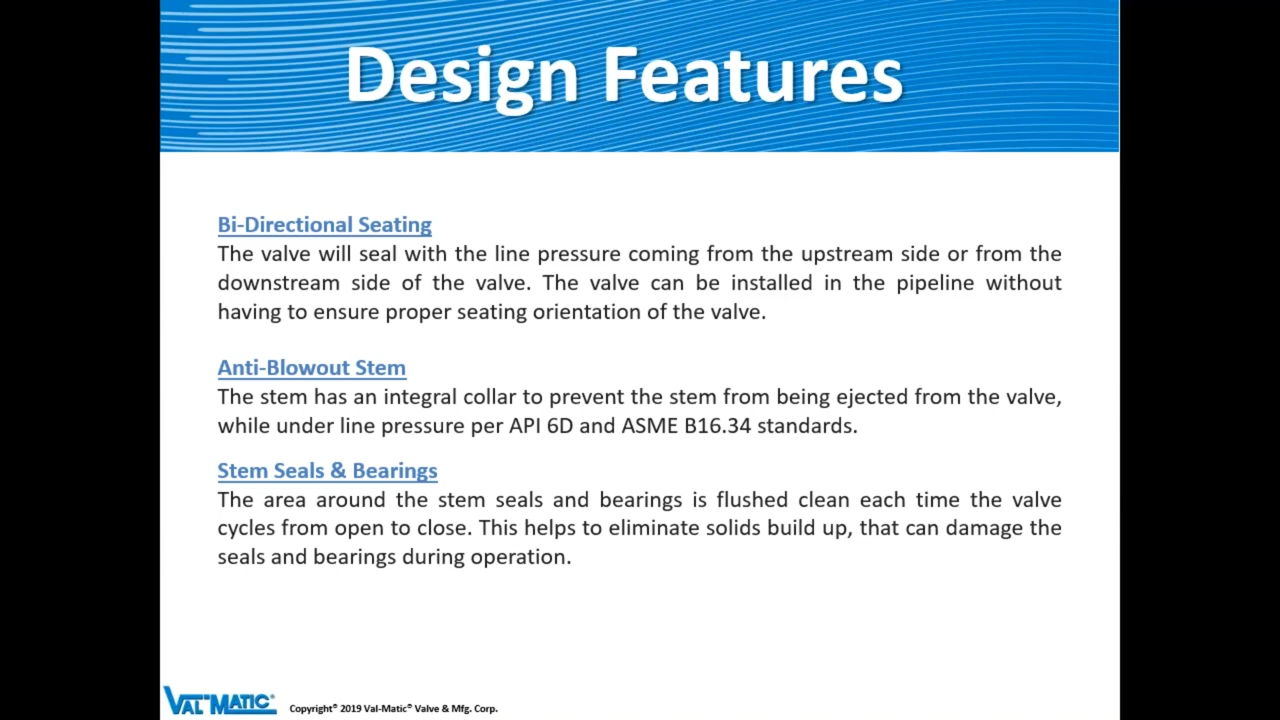 Design Features
Bi-Directional Seating
The valve will seal with the line pressure coming from the upstream side or from the
downstream side of the valve. The valve can be installed in the pipeline without
having to ensure proper seating orientation of the valve.
Anti-Blowout Stem
The stem has an integral collar to prevent the stem from being ejected from the valve,
while under line pressure per API 6D and ASME B16.34 standards.
Stem Seals & Bearings
The area around the stem seals and bearings is flushed clean each time the valve
cycles from open to close. This helps to eliminate solids build up, that can damage the
seals and bearings during operation.
VAL-MATIC® Copyright® 2019 Val-Matic® Valve & Mfg. Corp.